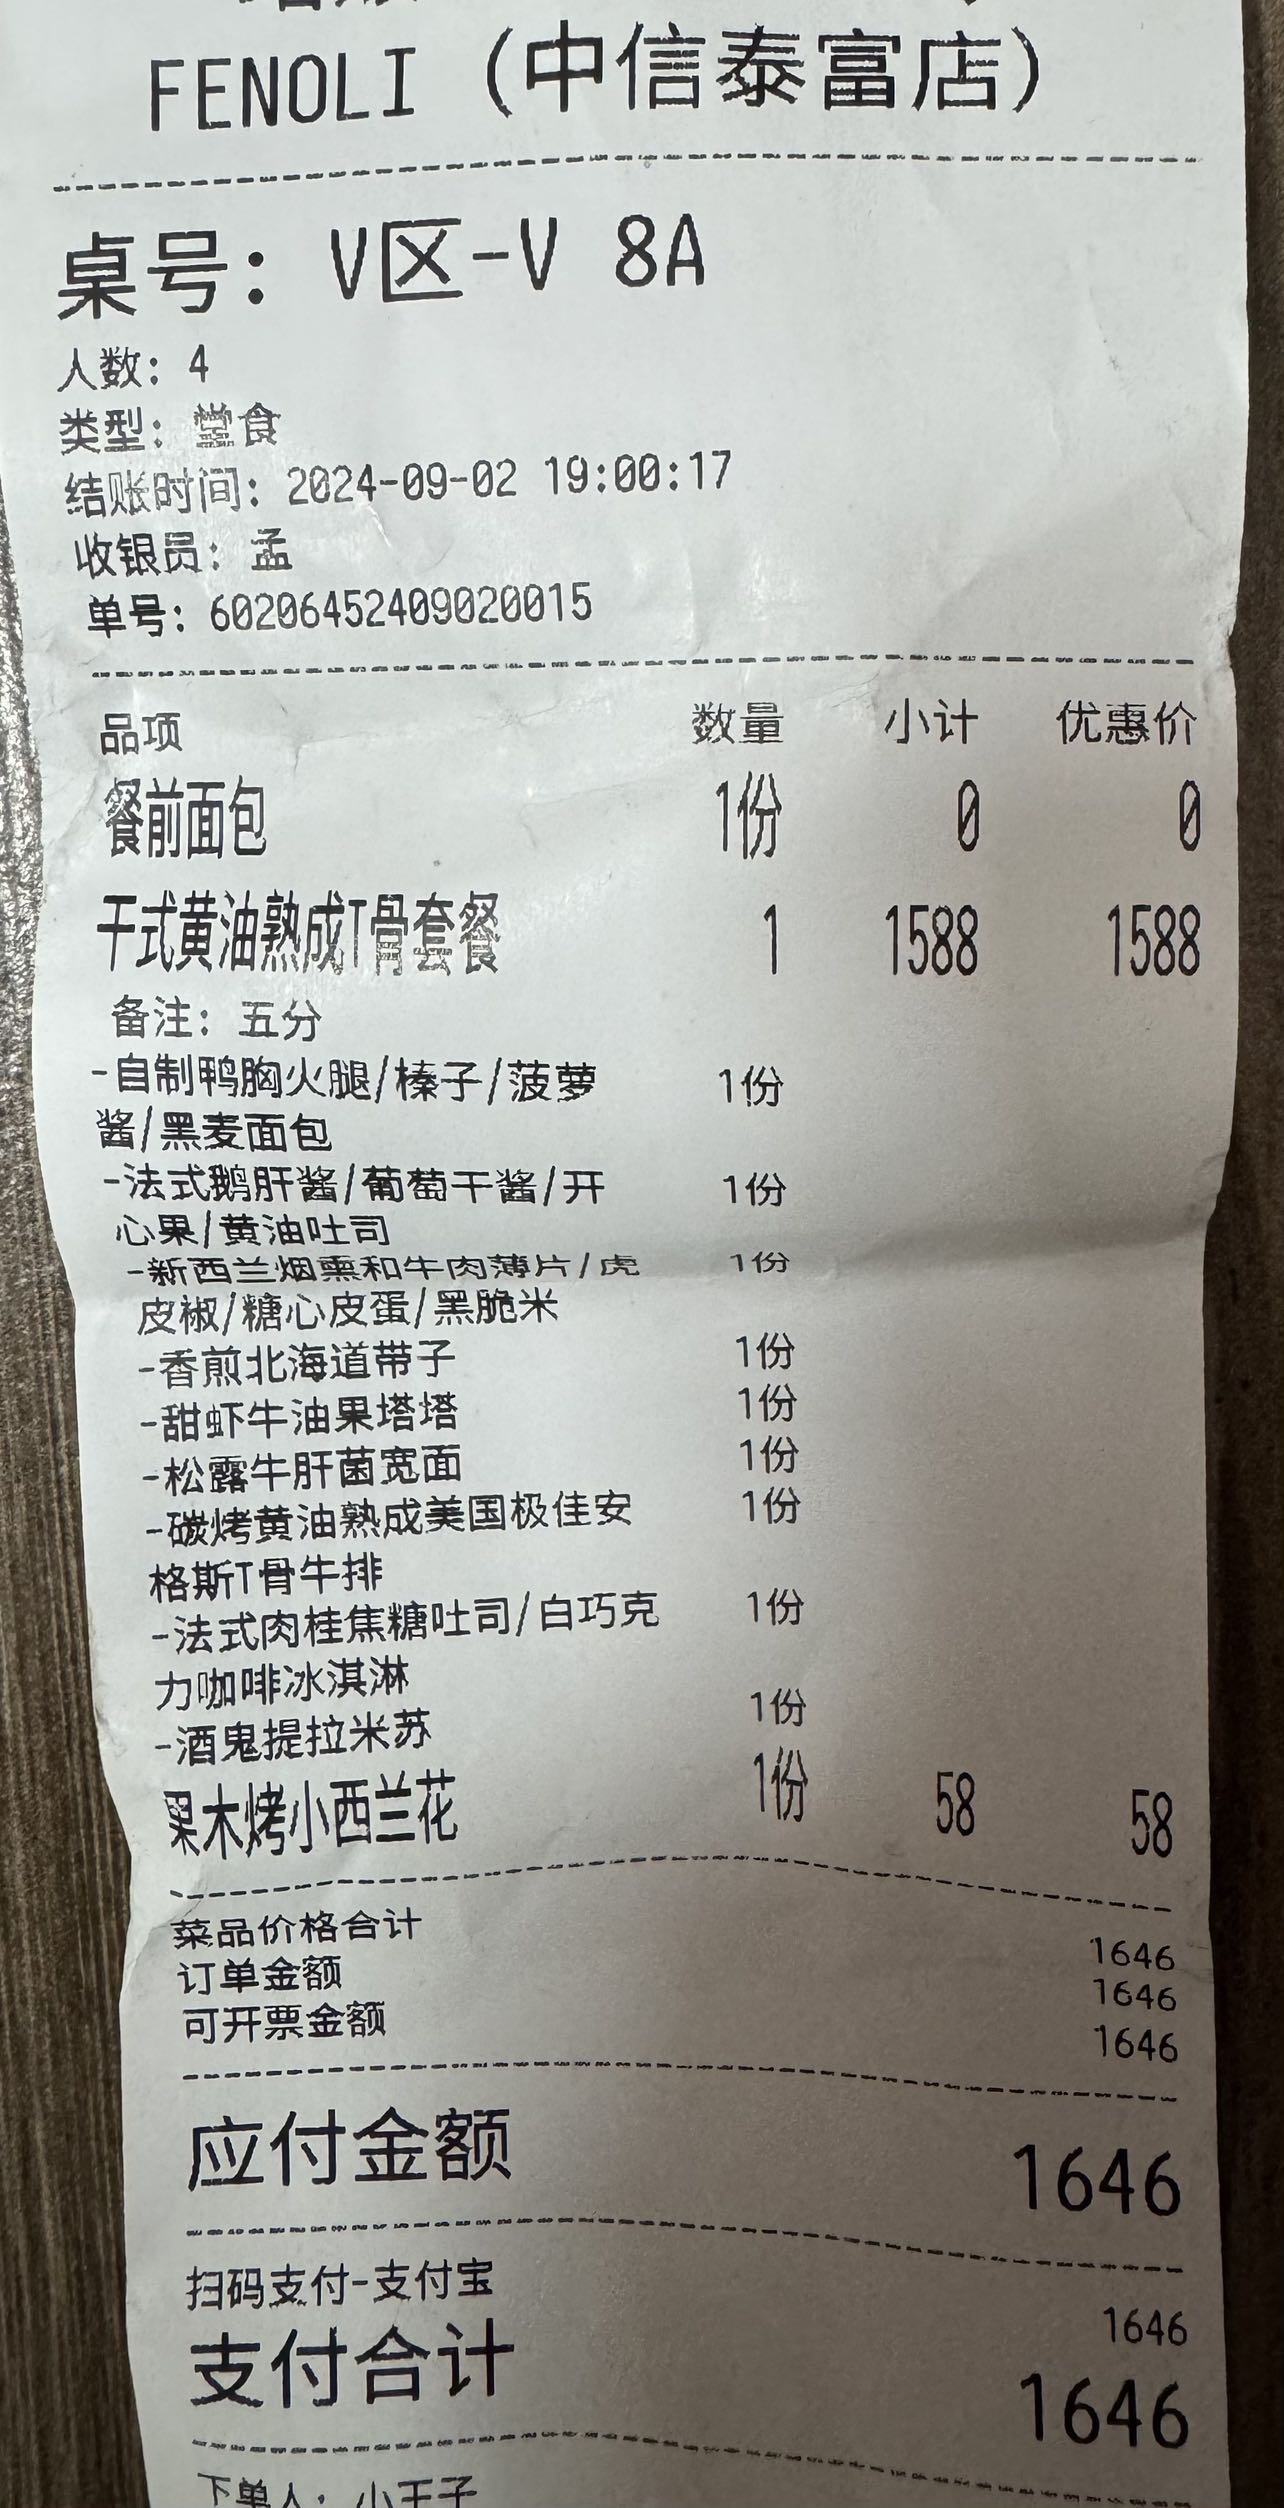 FENOLI (中信泰富店)
桌号: V区-V 8A
人数: 4
类型: 堂食
结账时间: 2024-09-02 19:00:17
收银员: 孟
单号: 60206452409020015
品项 数量 小计 优惠价
餐前面包 1份 0 0
干式黄油熟成T骨套餐 1 1588 1588
备注: 五分
-自制鸭胸火腿/榛子/菠萝 1份
酱/黑麦面包
-法式鹅肝酱/葡萄干酱/开 1份
心果/黄油吐司
-新西兰烟熏和牛肉薄片/虎 1份
皮椒/糖心皮蛋/黑脆米
-香煎北海道带子 1份
-甜虾牛油果塔塔 1份
-松露牛肝菌宽面 1份
-碳烤黄油熟成美国极佳安 1份
格斯T骨牛排
-法式肉桂焦糖吐司/白巧克 1份
力咖啡冰淇淋
-酒鬼提拉米苏 1份
果木烤小西兰花 1份 58 58
菜品价格合计 1646
订单金额 1646
可开票金额 1646
应付金额 1646
扫码支付-支付宝 1646
支付合计 1646
下单人: 小王子